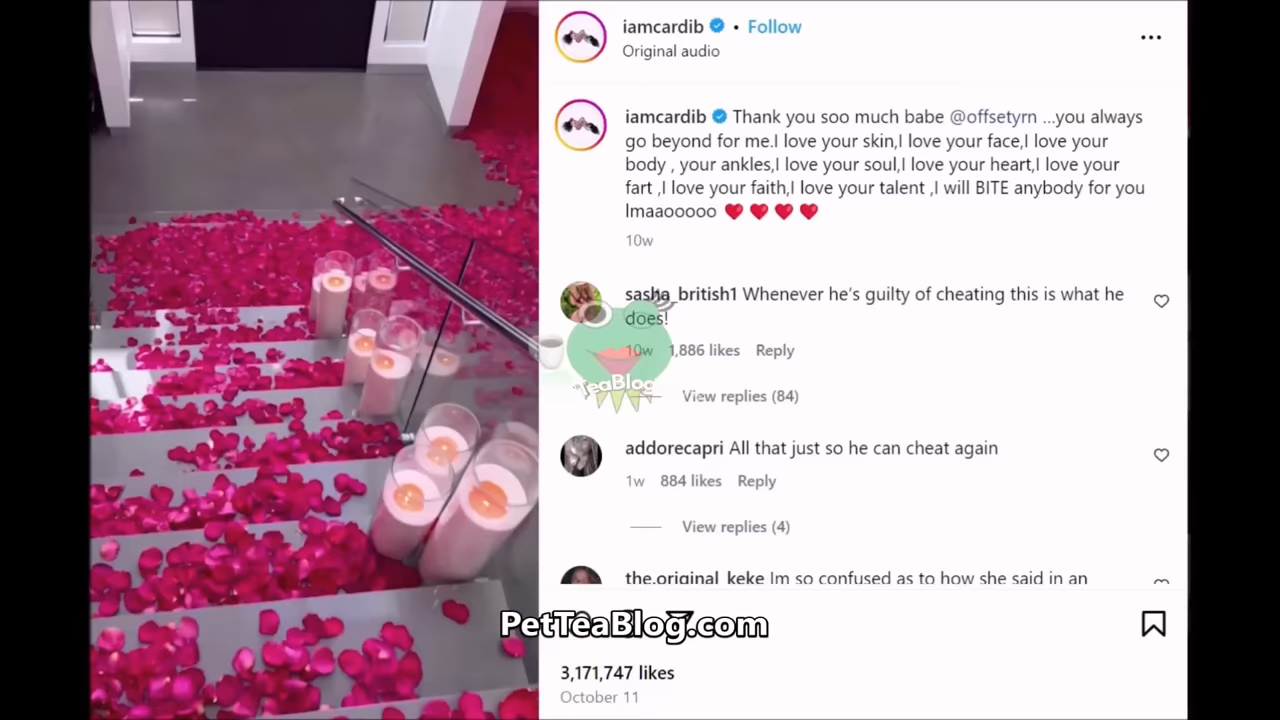 iamcardib • Follow
Original audio
iamcardib Thank you soo much babe @offsetyrn ...you always
go beyond for me.I love your skin,I love your face,I love your
body , your ankles,I love your soul,I love your heart,I love your
fart ,I love your faith,I love your talent ,I will BITE anybody for you
lmaaooooo ❤️ ❤️ ❤️ ❤️
10w
sasha_british1 Whenever he's guilty of cheating this is what he
does!
10w 1,886 likes Reply
TeaBlog
View replies (84)
addorecapri All that just so he can cheat again
1w 884 likes Reply
View replies (4)
the.original_keke Im so confused as to how she said in an
PetTeaBlog.com
3,171,747 likes
October 11